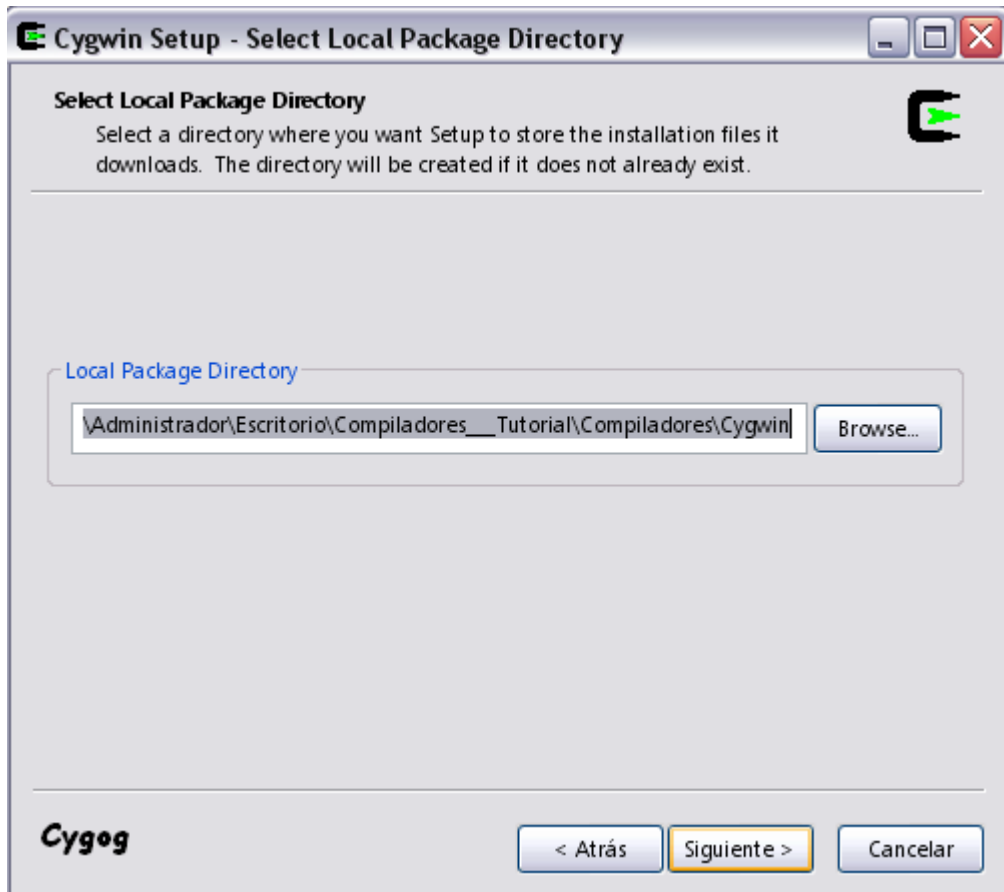 Cygwin Setup - Select Local Package Directory
Select Local Package Directory
Select a directory where you want Setup to store the installation files it
downloads. The directory will be created if it does not already exist.
Local Package Directory
\Administrador\Escritorio\Compiladores___Tutorial\Compiladores\Cygwin
Browse...
Cygog
< Atrás
Siguiente >
Cancelar